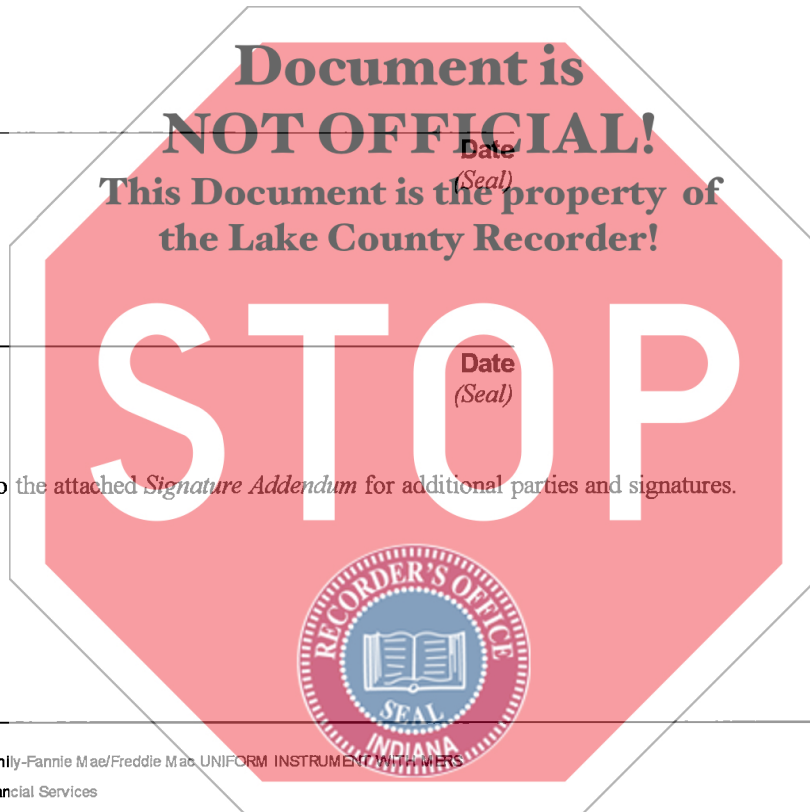 Document is
NOT OFFICIAL!
Date
(Seal)
This Document is the property of
the Lake County Recorder!
STOP
Date
(Seal)
the attached Signature Addendum for additional parties and signatures.
RECORDER'S OFFICE
SEAL
INDIANA
-Fannie Mae/Freddie Mac UNIFORM INSTRUMENT WITH MERS
Services